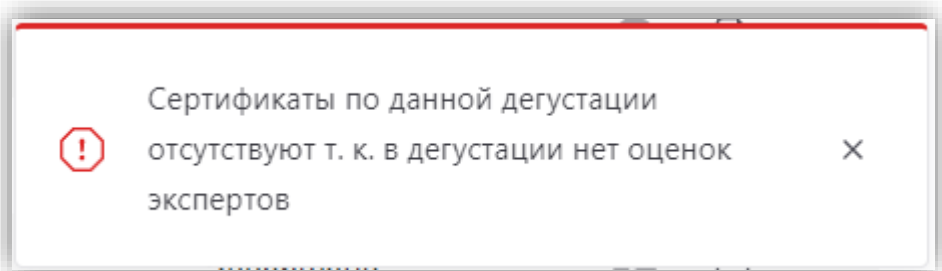 Сертификаты по данной дегустации
отсутствуют т. к. в дегустации нет оценок
экспертов